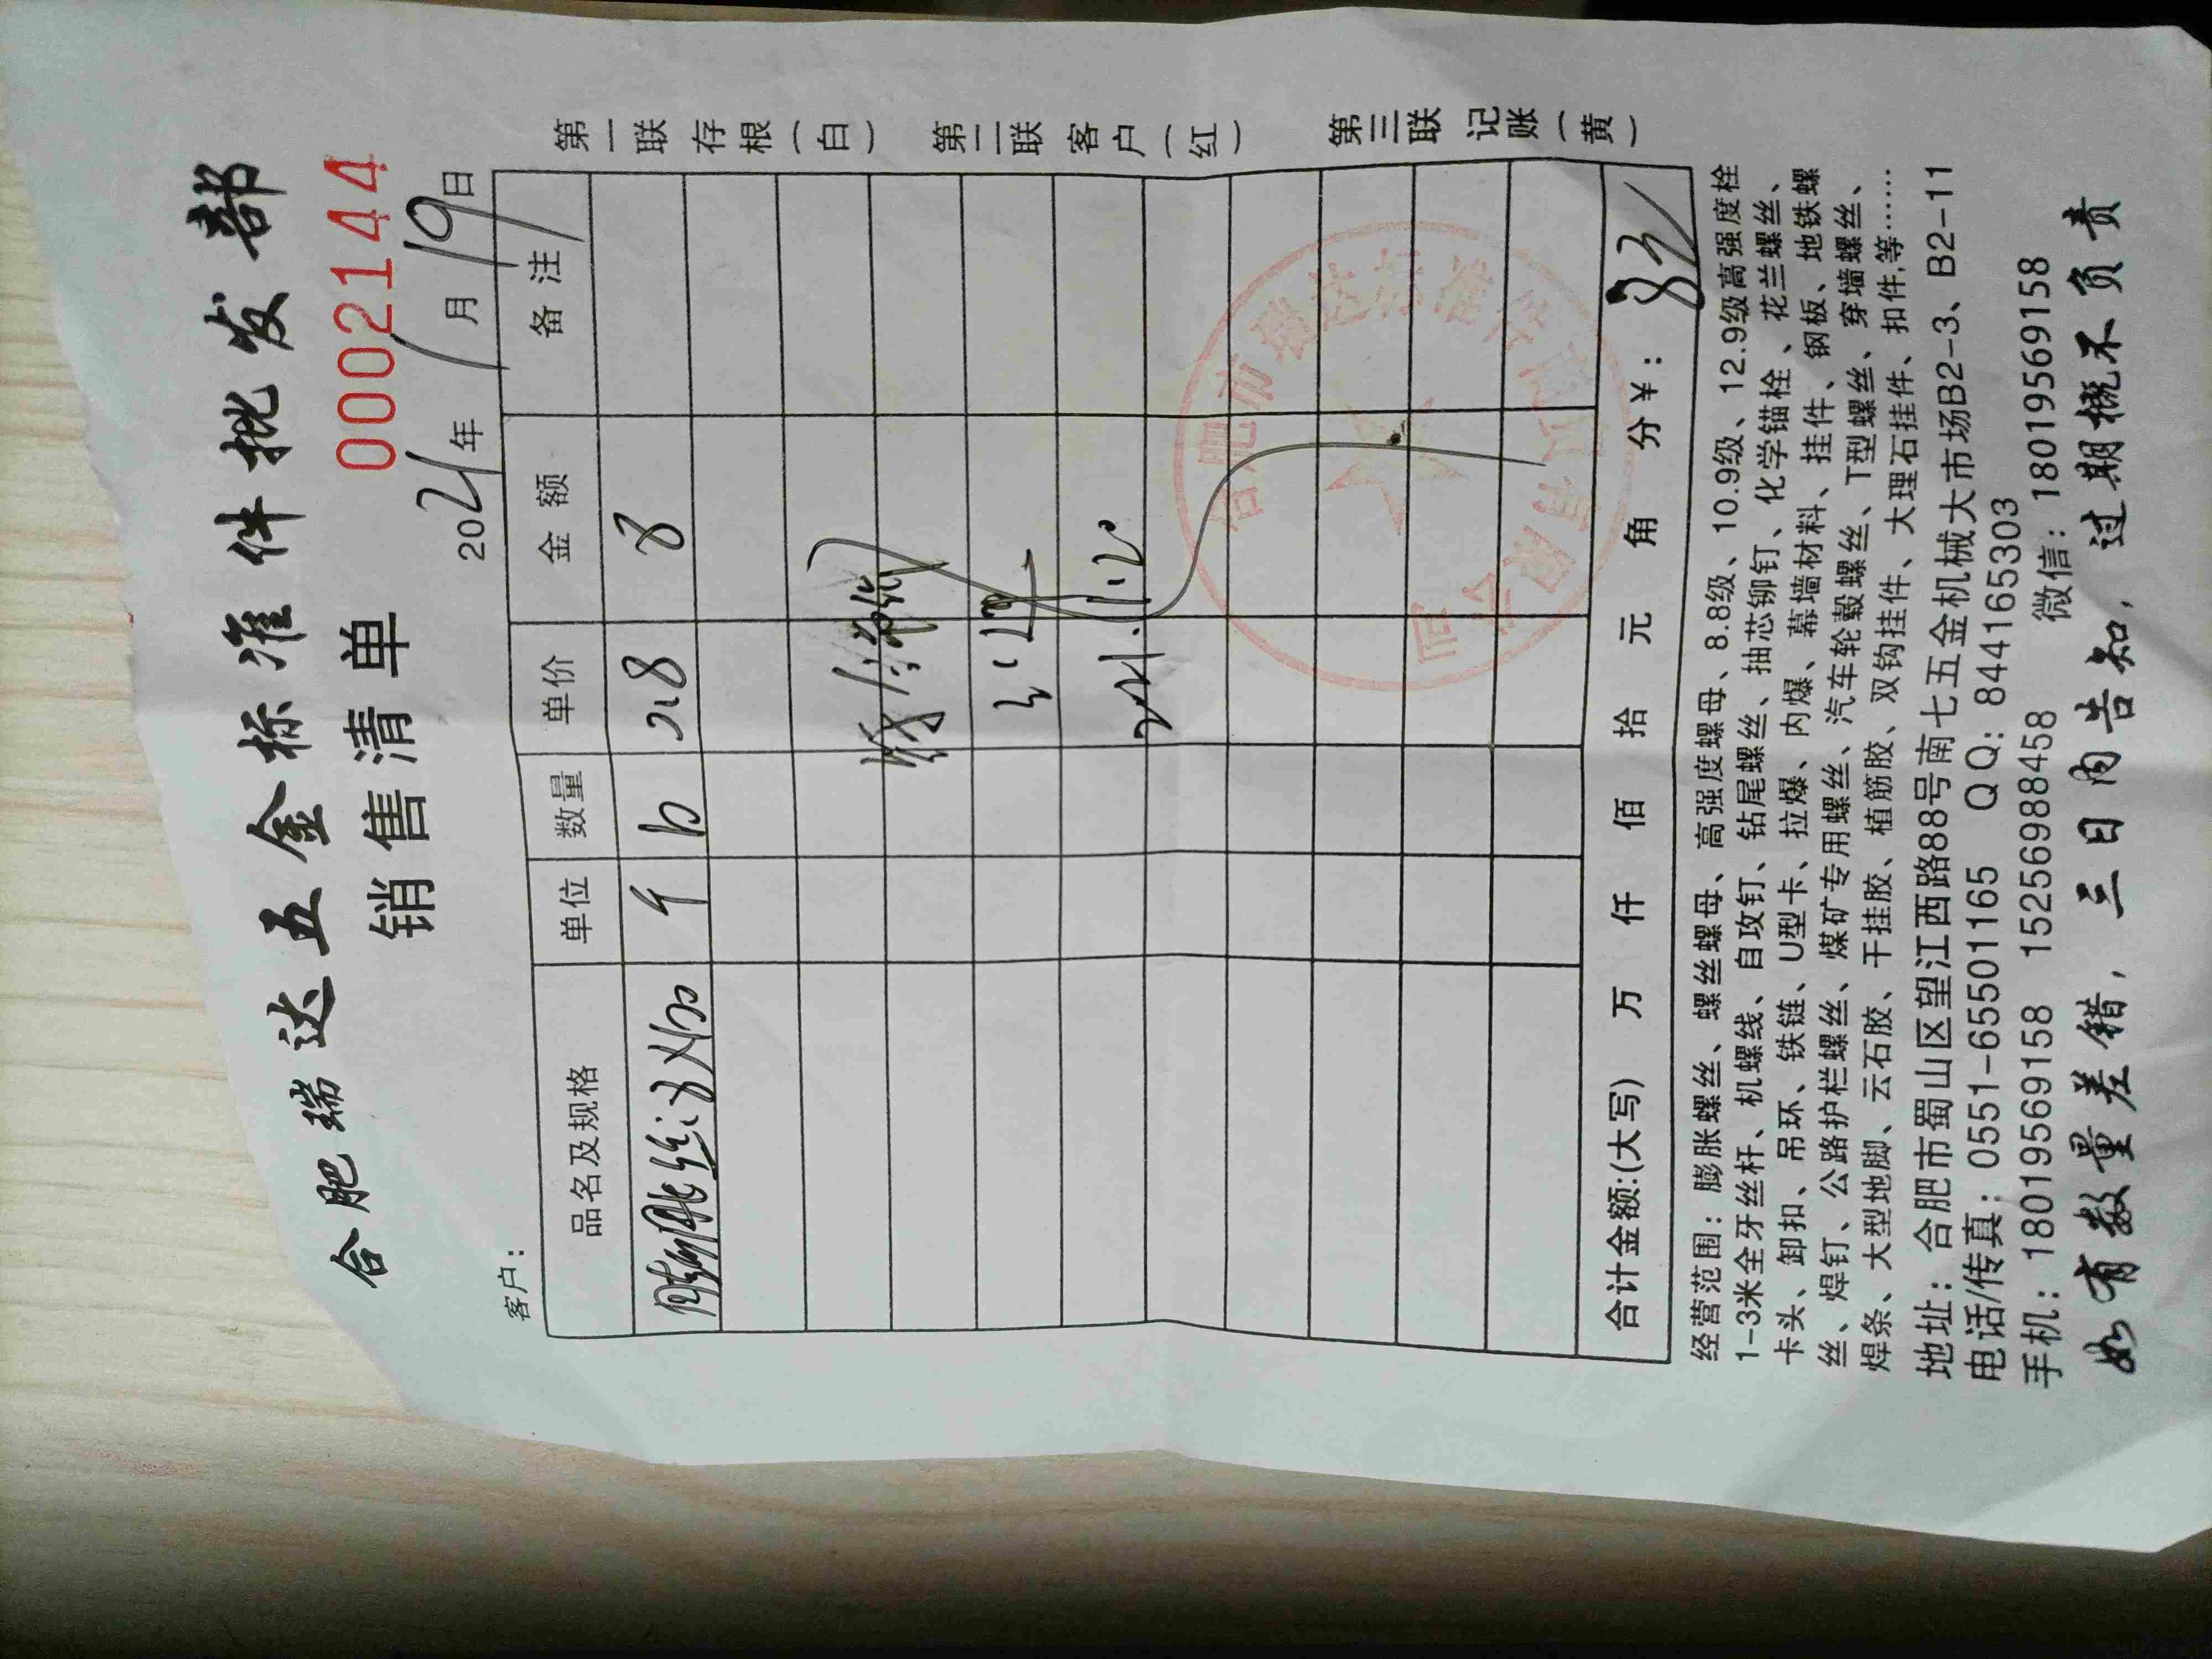 合肥瑞达五金标准件批发部
销售清单
0002144
2021年1月19日
客户:
品名及规格 单位 数量 单价 金额 备注
膨胀丝 个
2021.1.20
合计金额:(大写) 万 仟 佰 拾 元 角 分¥:
第一联 存根(白) 第二联 客户(红) 第三联 记账(黄)
经营范围:膨胀螺丝、螺丝螺母、高强度螺母、8.8级、10.9级、12.9级高强度栓
1-3米全牙丝杆、机螺线、自攻钉、钻尾螺丝、抽芯铆钉、化学锚栓、花兰螺丝、
卡头、卸扣、吊环、铁链、U型卡、拉爆、内爆、幕墙材料、挂件、钢板、地铁螺
丝、焊钉、公路护栏螺丝、煤矿专用螺丝、汽车轮毂螺丝、T型螺丝、穿墙螺丝、
焊条、大型地脚、云石胶、干挂胶、植筋胶、双钩挂件、大理石挂件、扣件,等……
地址:合肥市蜀山区望江西路888号南七五金机械大市场B2-3、B2-11
电话/传真:0551-65501165 QQ:844165303
手机:18019569158 15256988458 微信:18019569158
如有数量差错,三日内告知,过期概不负责